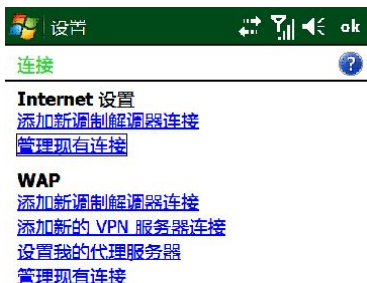 设置 ok
连接
Internet 设置
添加新调制解调器连接
管理现有连接
WAP
添加新调制解调器连接
添加新的 VPN 服务器连接
设置我的代理服务器
管理现有连接